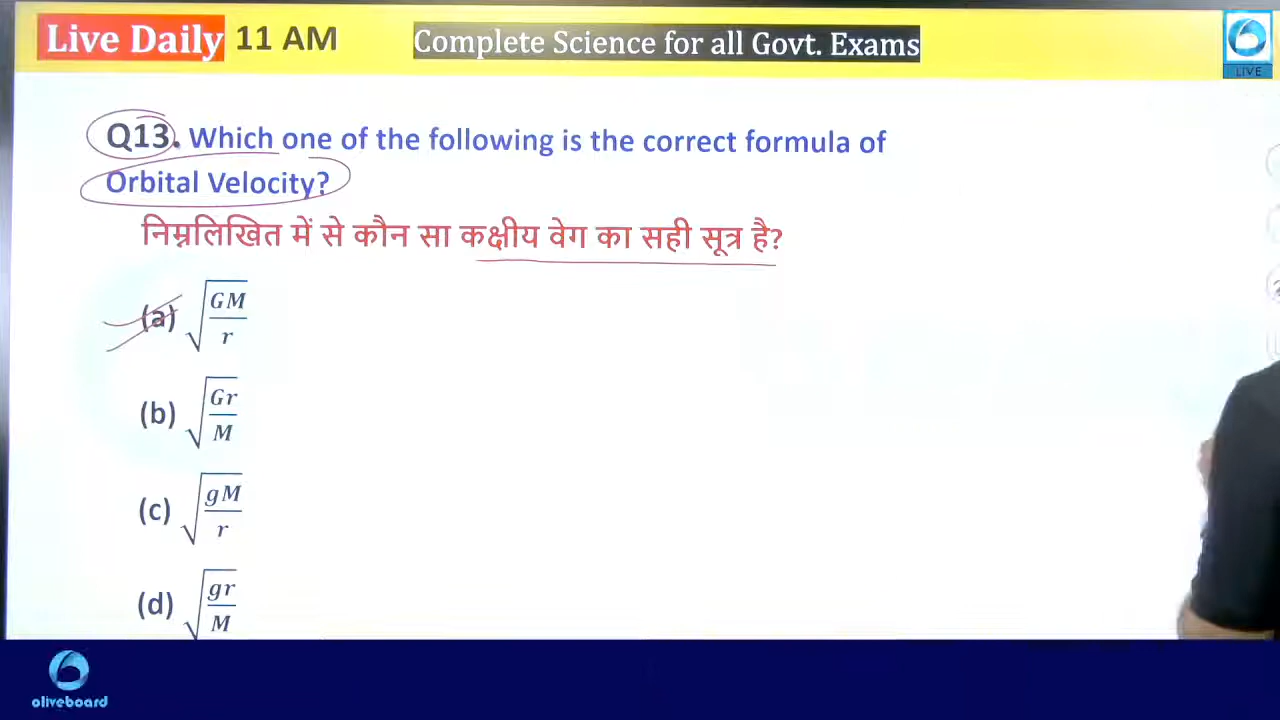 Live Daily 11 AM Complete Science for all Govt. Exams
LIVE
Q13. Which one of the following is the correct formula of
Orbital Velocity?
निम्नलिखित में से कौन सा कक्षीय वेग का सही सूत्र है?
(a) √(GM/r)
(b) √(Gr/M)
(c) √(gM/r)
(d) √(gr/M)
oliveboard